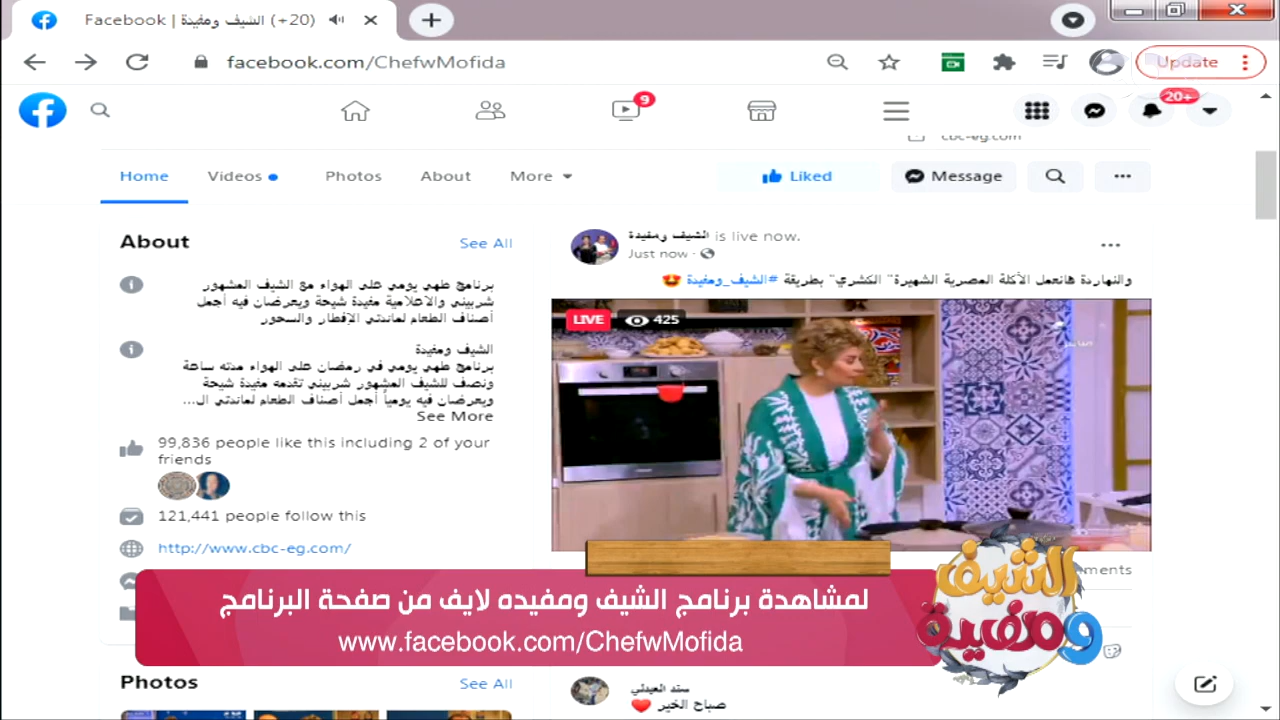 Facebook | الشيف ومفيدة (20+)
facebook.com/ChefwMofida
Update
9
20+
cbc-eg.com
Home
Videos
Photos
About
More
Liked
Message
About
See All
برنامج طهي يومي على الهواء مع الشيف المشهور
شربيني والاعلامية مفيدة شيحة ويعرضان فيه أجمل
أصناف الطعام لمائدتي الإفطار والسحور
الشيف ومفيدة
برنامج طهي يومي في رمضان على الهواء مدته ساعة
ونصف للشيف المشهور شربيني تقدمه مفيدة شيحة
ويعرضان فيه يومياً أجمل أصناف الطعام لمائدتي ال...
See More
99,836 people like this including 2 of your
friends
121,441 people follow this
http://www.cbc-eg.com/
Photos
See All
الشيف ومفيدة is live now.
Just now
والنهاردة هانعمل الأكلة المصرية الشهيرة" الكشري" بطريقة #الشيف_ومفيدة
LIVE
425
ments
لمشاهدة برنامج الشيف ومفيده لايف من صفحة البرنامج
www.facebook.com/ChefwMofida
الشيف
ومفيدة
سند العيدلي
صباح الخير